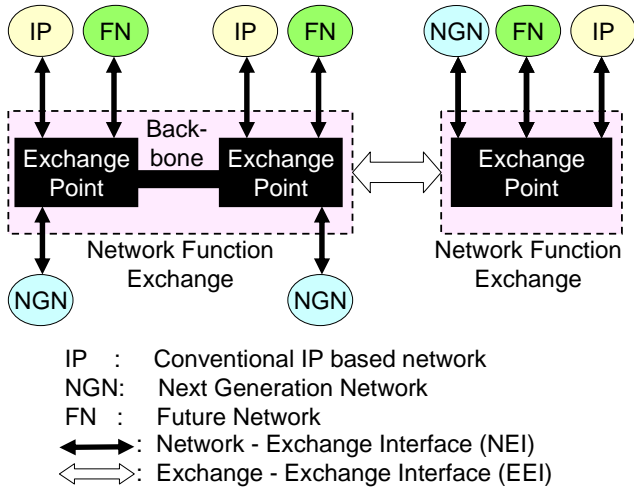 IP FN IP FN NGN FN IP
Back-
bone
Exchange
Point
Exchange
Point
Exchange
Point
Network Function
Exchange
Network Function
Exchange
NGN NGN
IP : Conventional IP based network
NGN: Next Generation Network
FN : Future Network
: Network - Exchange Interface (NEI)
: Exchange - Exchange Interface (EEI)